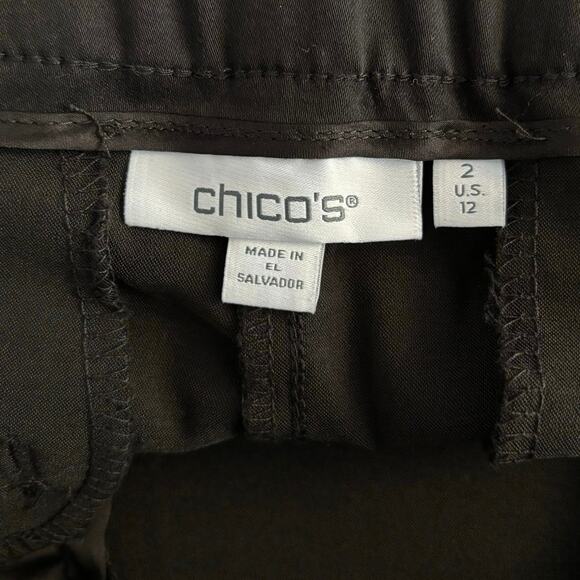 chico's®
MADE IN
EL
SALVADOR
2
U.S.
12